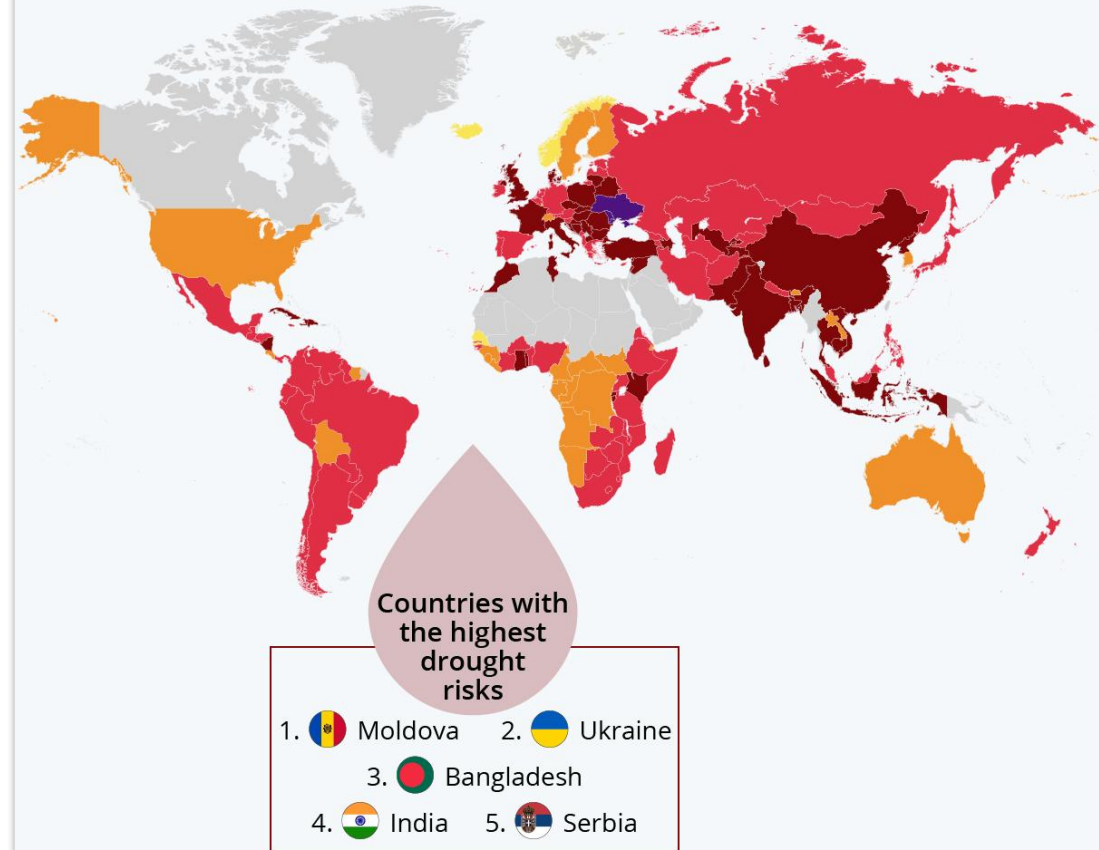 Countries with
the highest
drought
risks
1. Moldova 2. Ukraine
3. Bangladesh
4. India 5. Serbia